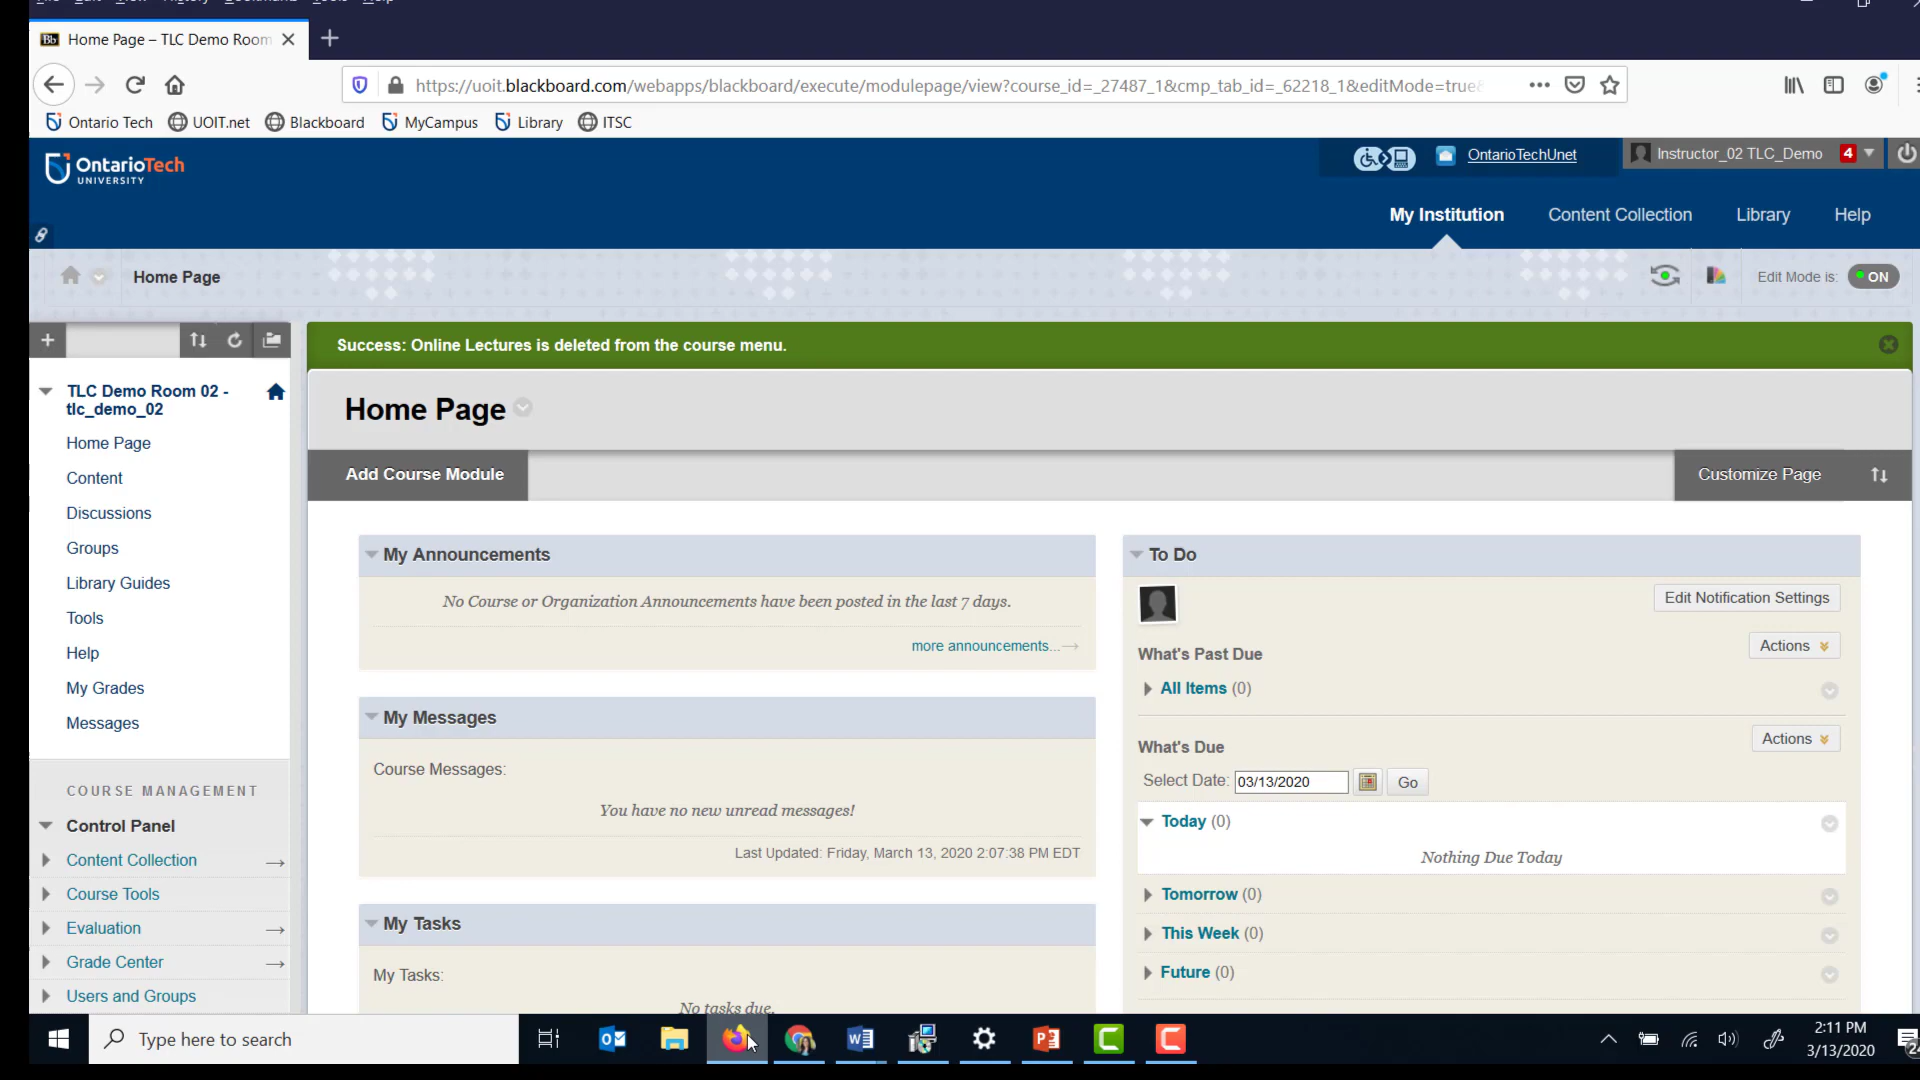 File Edit View History Bookmarks Tools Help
Home Page – TLC Demo Room
https://uoit.blackboard.com/webapps/blackboard/execute/modulepage/view?course_id=_27487_1&cmp_tab_id=_62218_1&editMode=true&
Ontario Tech UOIT.net Blackboard MyCampus Library ITSC
OntarioTech
UNIVERSITY
OntarioTechUnet
Instructor_02 TLC_Demo 4
My Institution Content Collection Library Help
Home Page
Edit Mode is: ON
Success: Online Lectures is deleted from the course menu.
TLC Demo Room 02 -
tlc_demo_02
Home Page
Content
Discussions
Groups
Library Guides
Tools
Help
My Grades
Messages
COURSE MANAGEMENT
Control Panel
Content Collection
Course Tools
Evaluation
Grade Center
Users and Groups
Home Page
Add Course Module
Customize Page
My Announcements
No Course or Organization Announcements have been posted in the last 7 days.
more announcements...
My Messages
Course Messages:
You have no new unread messages!
Last Updated: Friday, March 13, 2020 2:07:38 PM EDT
My Tasks
My Tasks:
No tasks due.
To Do
Edit Notification Settings
What's Past Due
Actions
All Items (0)
What's Due
Actions
Select Date: 03/13/2020 Go
Today (0)
Nothing Due Today
Tomorrow (0)
This Week (0)
Future (0)
Type here to search
2:11 PM
3/13/2020